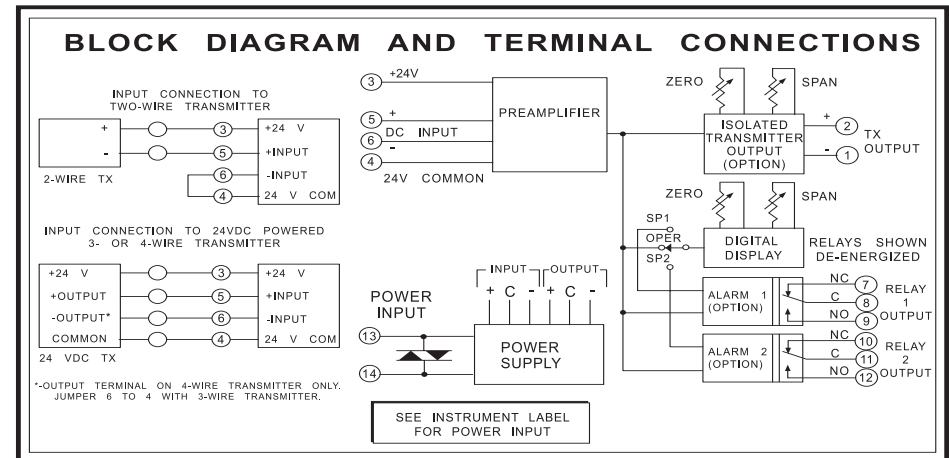 BLOCK DIAGRAM AND TERMINAL CONNECTIONS
INPUT CONNECTION TO
TWO-WIRE TRANSMITTER
+
-
2-WIRE TX
3
5
6
4
+24 V
+INPUT
-INPUT
24 V COM
INPUT CONNECTION TO 24VDC POWERED
3- OR 4-WIRE TRANSMITTER
+24 V
+OUTPUT
-OUTPUT*
COMMON
24 VDC TX
3
5
6
4
+24 V
+INPUT
-INPUT
24 V COM
*-OUTPUT TERMINAL ON 4-WIRE TRANSMITTER ONLY.
JUMPER 6 TO 4 WITH 3-WIRE TRANSMITTER.
3 +24V
5 +
6 DC INPUT
-
4
24V COMMON
PREAMPLIFIER
POWER
INPUT
13
14
INPUT OUTPUT
+ C - + C -
POWER
SUPPLY
SEE INSTRUMENT LABEL
FOR POWER INPUT
ZERO SPAN
ISOLATED
TRANSMITTER
OUTPUT
(OPTION)
+ 2
- 1
TX
OUTPUT
ZERO SPAN
SP1
OPER
SP2
DIGITAL
DISPLAY
RELAYS SHOWN
DE-ENERGIZED
ALARM 1
(OPTION)
NC 7
C 8
NO 9
RELAY
1
OUTPUT
ALARM 2
(OPTION)
NC 10
C 11
NO 12
RELAY
2
OUTPUT